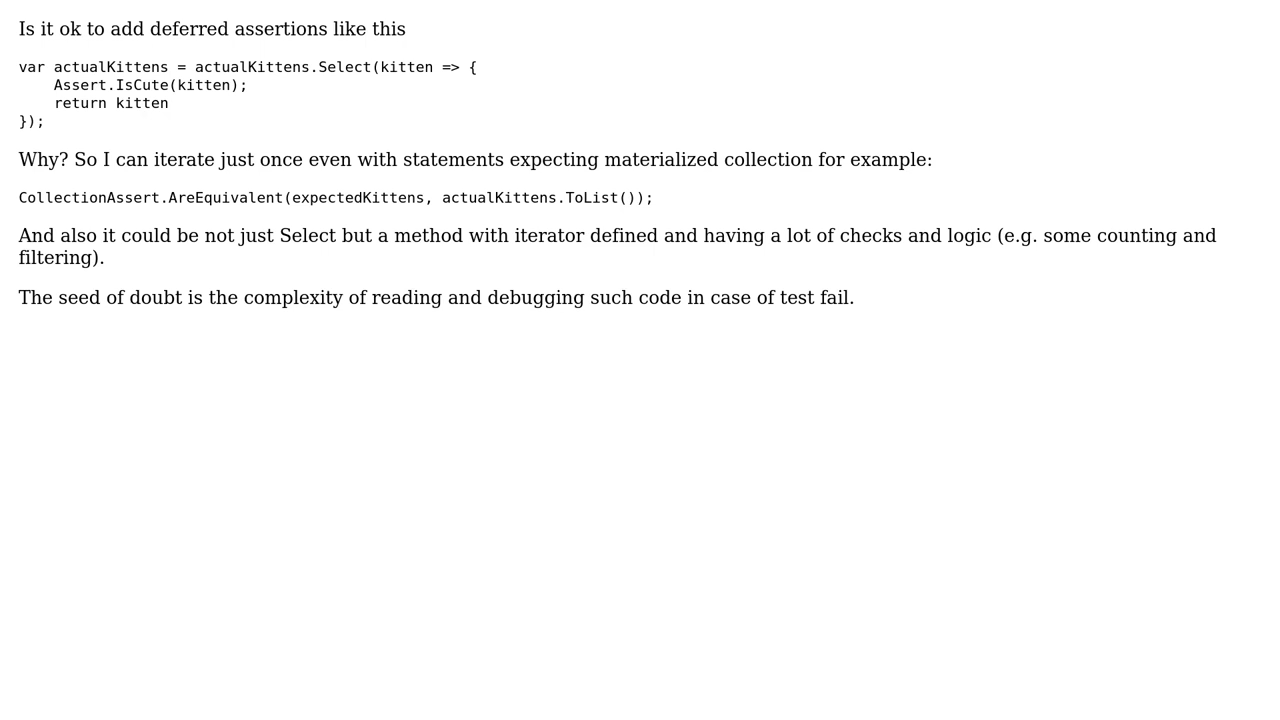 Is it ok to add deferred assertions like this
var actualKittens = actualKittens.Select(kitten => {
    Assert.IsCute(kitten);
    return kitten
});
Why? So I can iterate just once even with statements expecting materialized collection for example:
CollectionAssert.AreEquivalent(expectedKittens, actualKittens.ToList());
And also it could be not just Select but a method with iterator defined and having a lot of checks and logic (e.g. some counting and
filtering).
The seed of doubt is the complexity of reading and debugging such code in case of test fail.